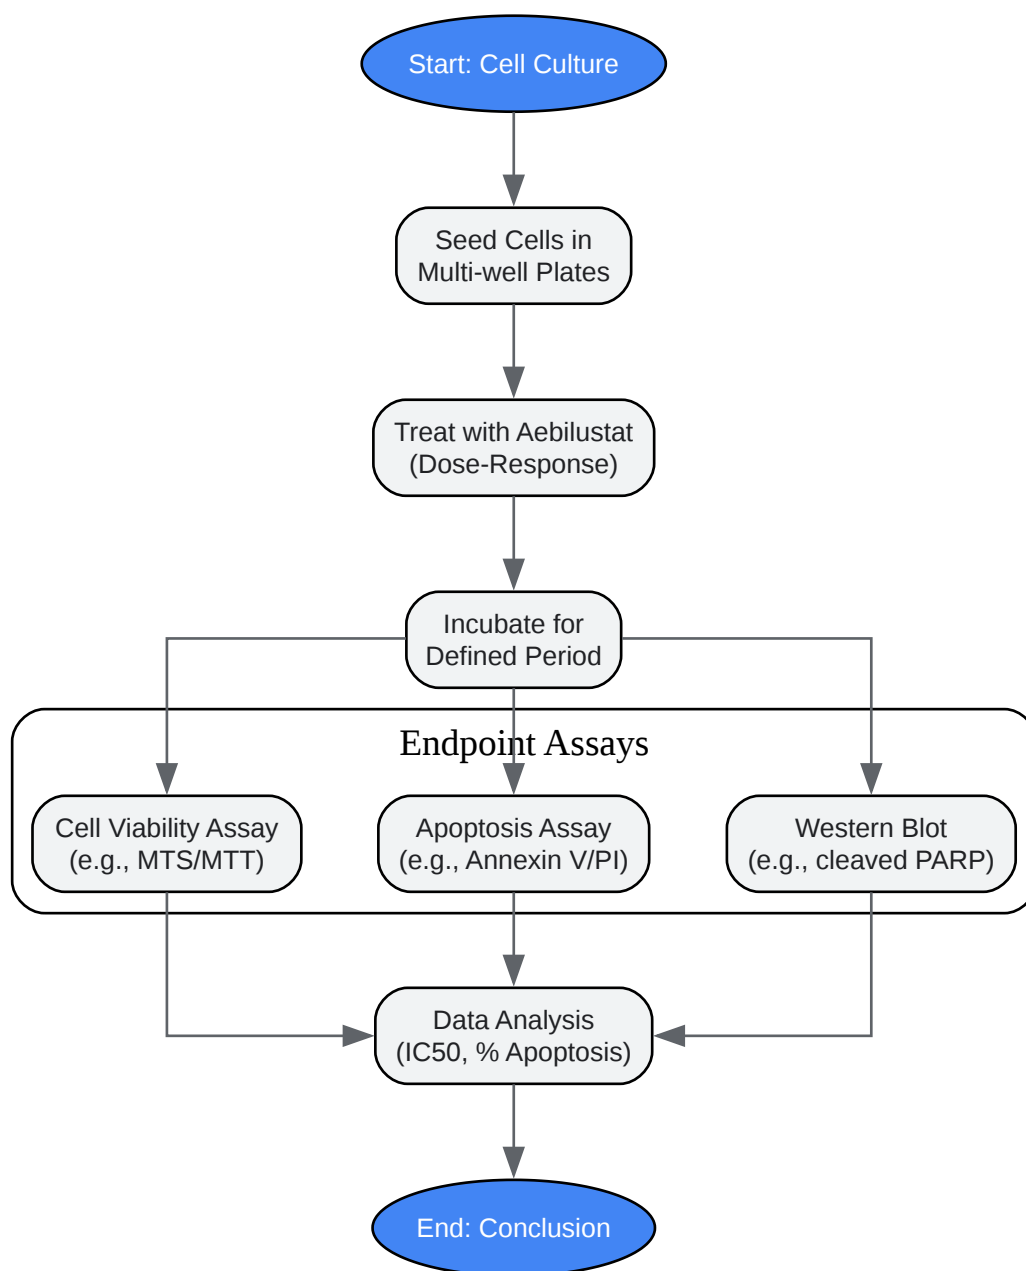 Start: Cell Culture
Seed Cells in
Multi-well Plates
Treat with Aebilustat
(Dose-Response)
Incubate for
Defined Period
Endpoint Assays
Cell Viability Assay
(e.g., MTS/MTT)
Apoptosis Assay
(e.g., Annexin V/PI)
Western Blot
(e.g., cleaved PARP)
Data Analysis
(IC50, % Apoptosis)
End: Conclusion